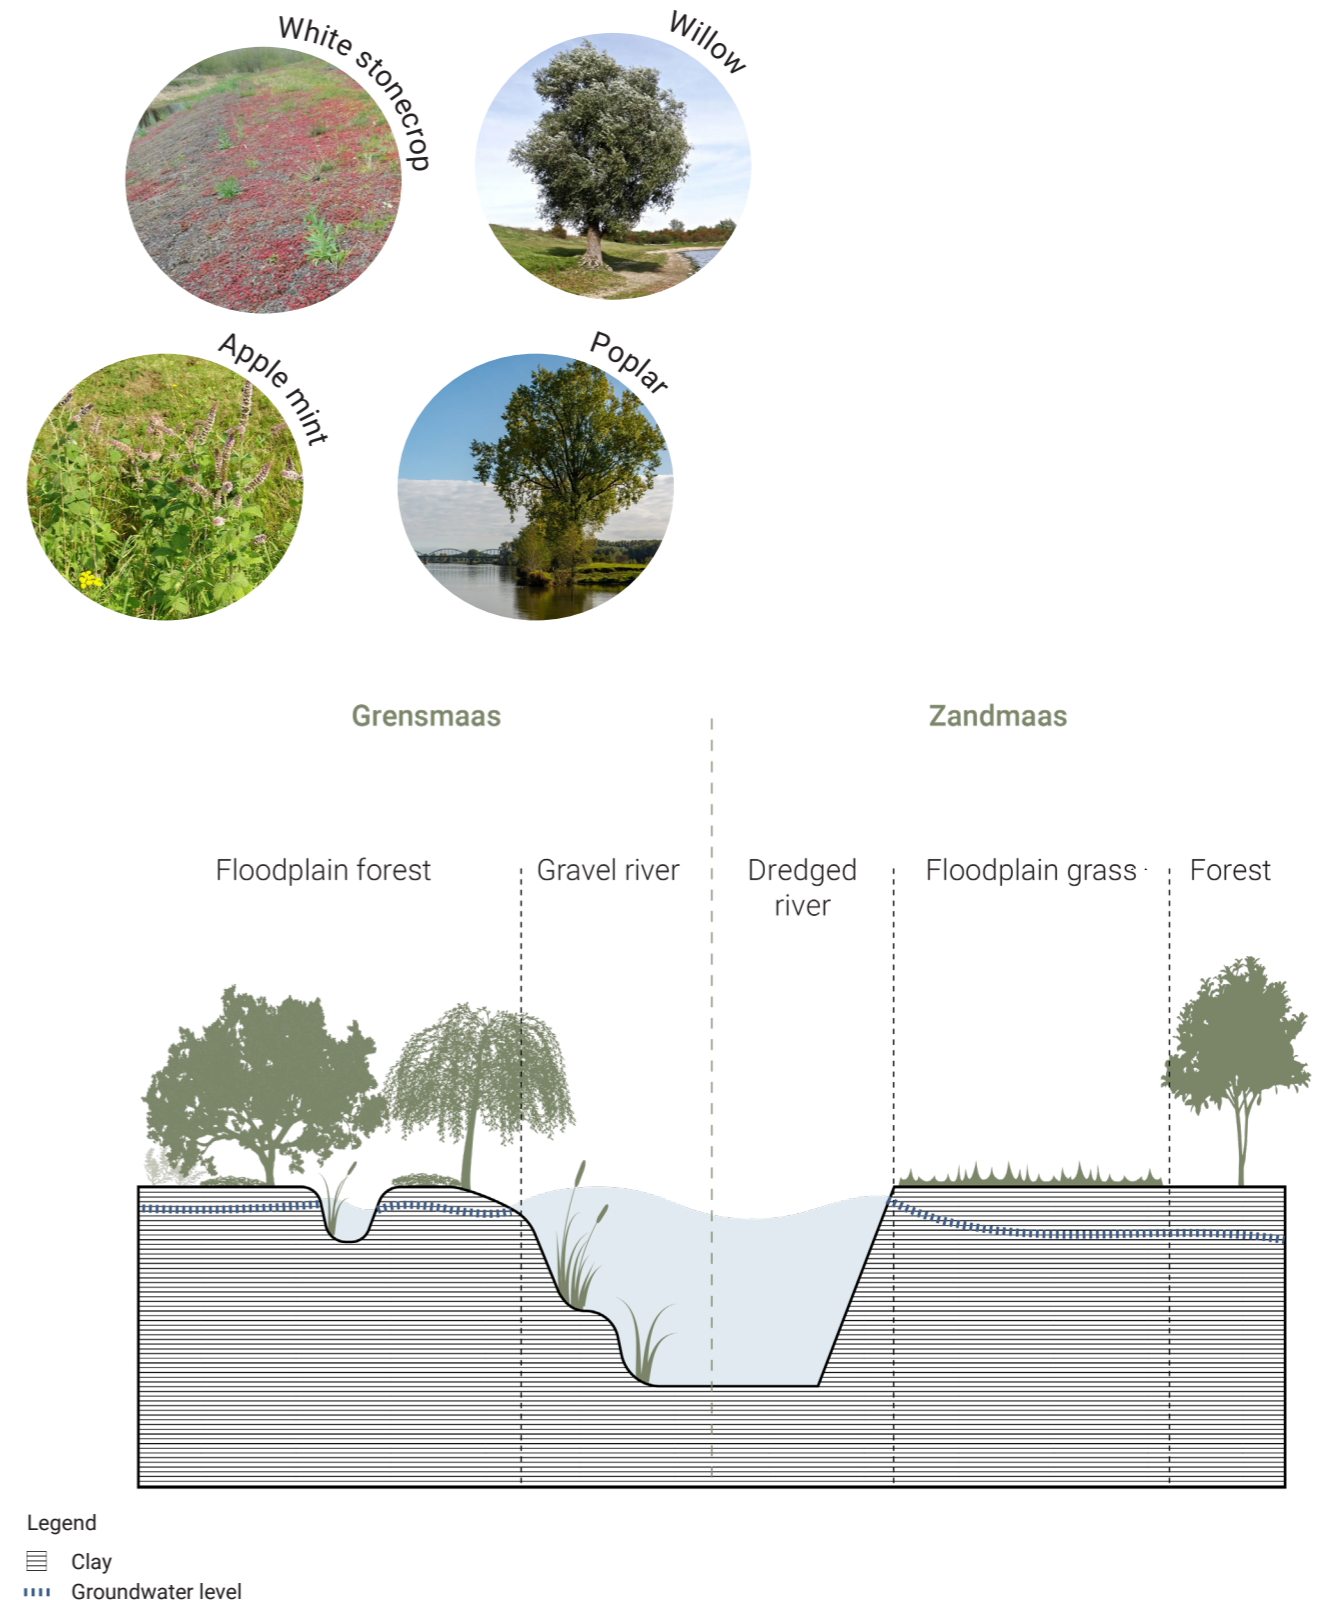 White stonecrop
Willow
Apple mint
Poplar
Grensmaas
Zandmaas
Floodplain forest
Gravel river
Dredged
river
Floodplain grass
Forest
Legend
Clay
Groundwater level